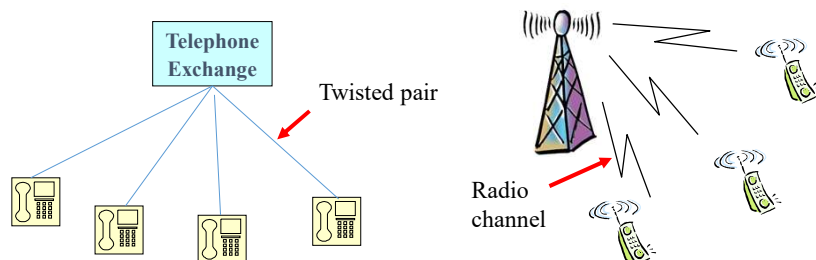 Telephone
Exchange
Twisted pair
Radio
channel